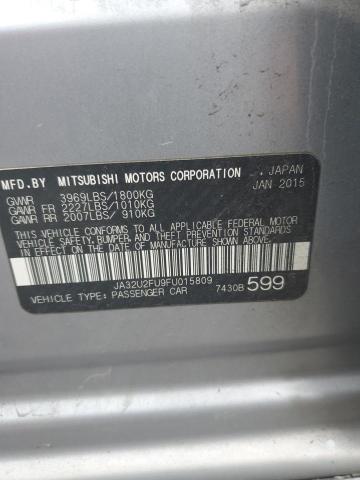 MFD.BY MITSUBISHI MOTORS CORPORATION JAPAN
GVWR 3969LBS/1800KG JAN 2015
GAWR FR 2227LBS/1010KG
GAWR RR 2007LBS/ 910KG
THIS VEHICLE CONFORMS TO ALL APPLICABLE FEDERAL MOTOR
VEHICLE SAFETY, BUMPER, AND THEFT PREVENTION STANDARDS
IN EFFECT ON THE DATE OF MANUFACTURE SHOWN ABOVE.
JA32U2FU9FU015809
VEHICLE TYPE: PASSENGER CAR 7430B 599